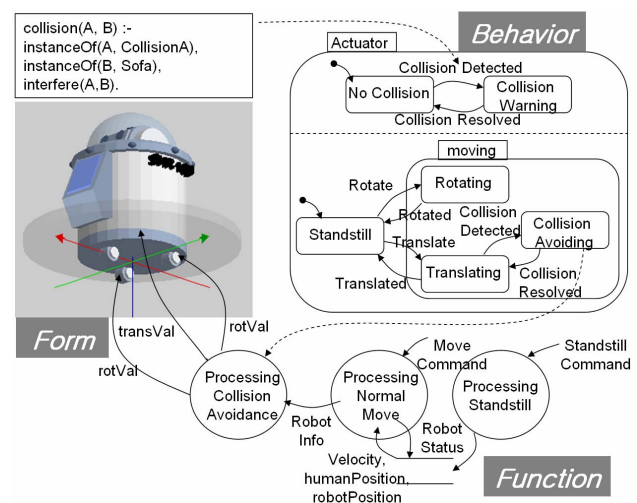 collision(A, B) :-
instanceOf(A, CollisionA),
instanceOf(B, Sofa),
interfere(A,B).
Behavior
Actuator
Collision Detected
No Collision
Collision
Warning
Collision Resolved
moving
Rotate
Rotating
Rotated
Collision
Detected
Collision
Avoiding
Standstill
Translate
Translating
Translated
Collision
Resolved
Form
transVal
rotVal
rotVal
Processing
Collision
Avoidance
Robot
Info
Processing
Normal
Move
Move
Command
Processing
Standstill
Standstill
Command
Robot
Status
Velocity,
humanPosition,
robotPosition
Function